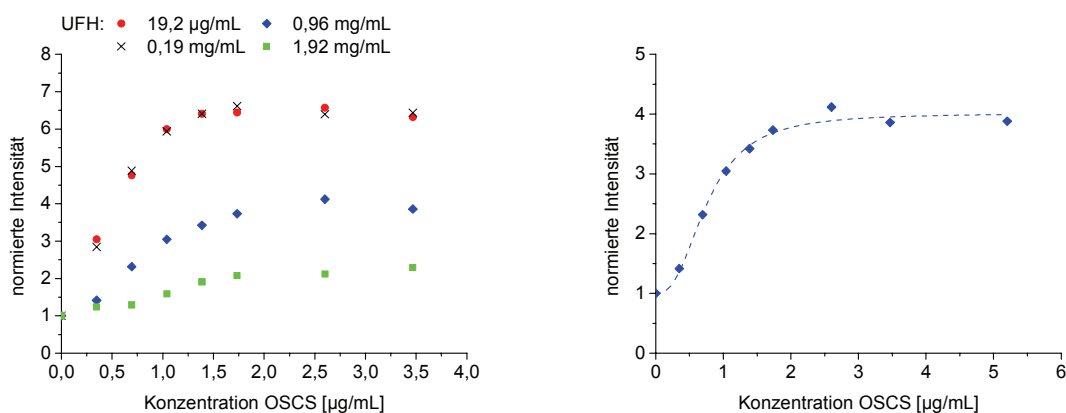 UFH: 19,2 µg/mL 0,96 mg/mL
0,19 mg/mL 1,92 mg/mL
8
7
6
5
4
3
2
1
0
normierte Intensität
0,0 0,5 1,0 1,5 2,0 2,5 3,0 3,5 4,0
Konzentration OSCS [µg/mL]
5
4
3
2
1
0
normierte Intensität
0 1 2 3 4 5 6
Konzentration OSCS [µg/mL]